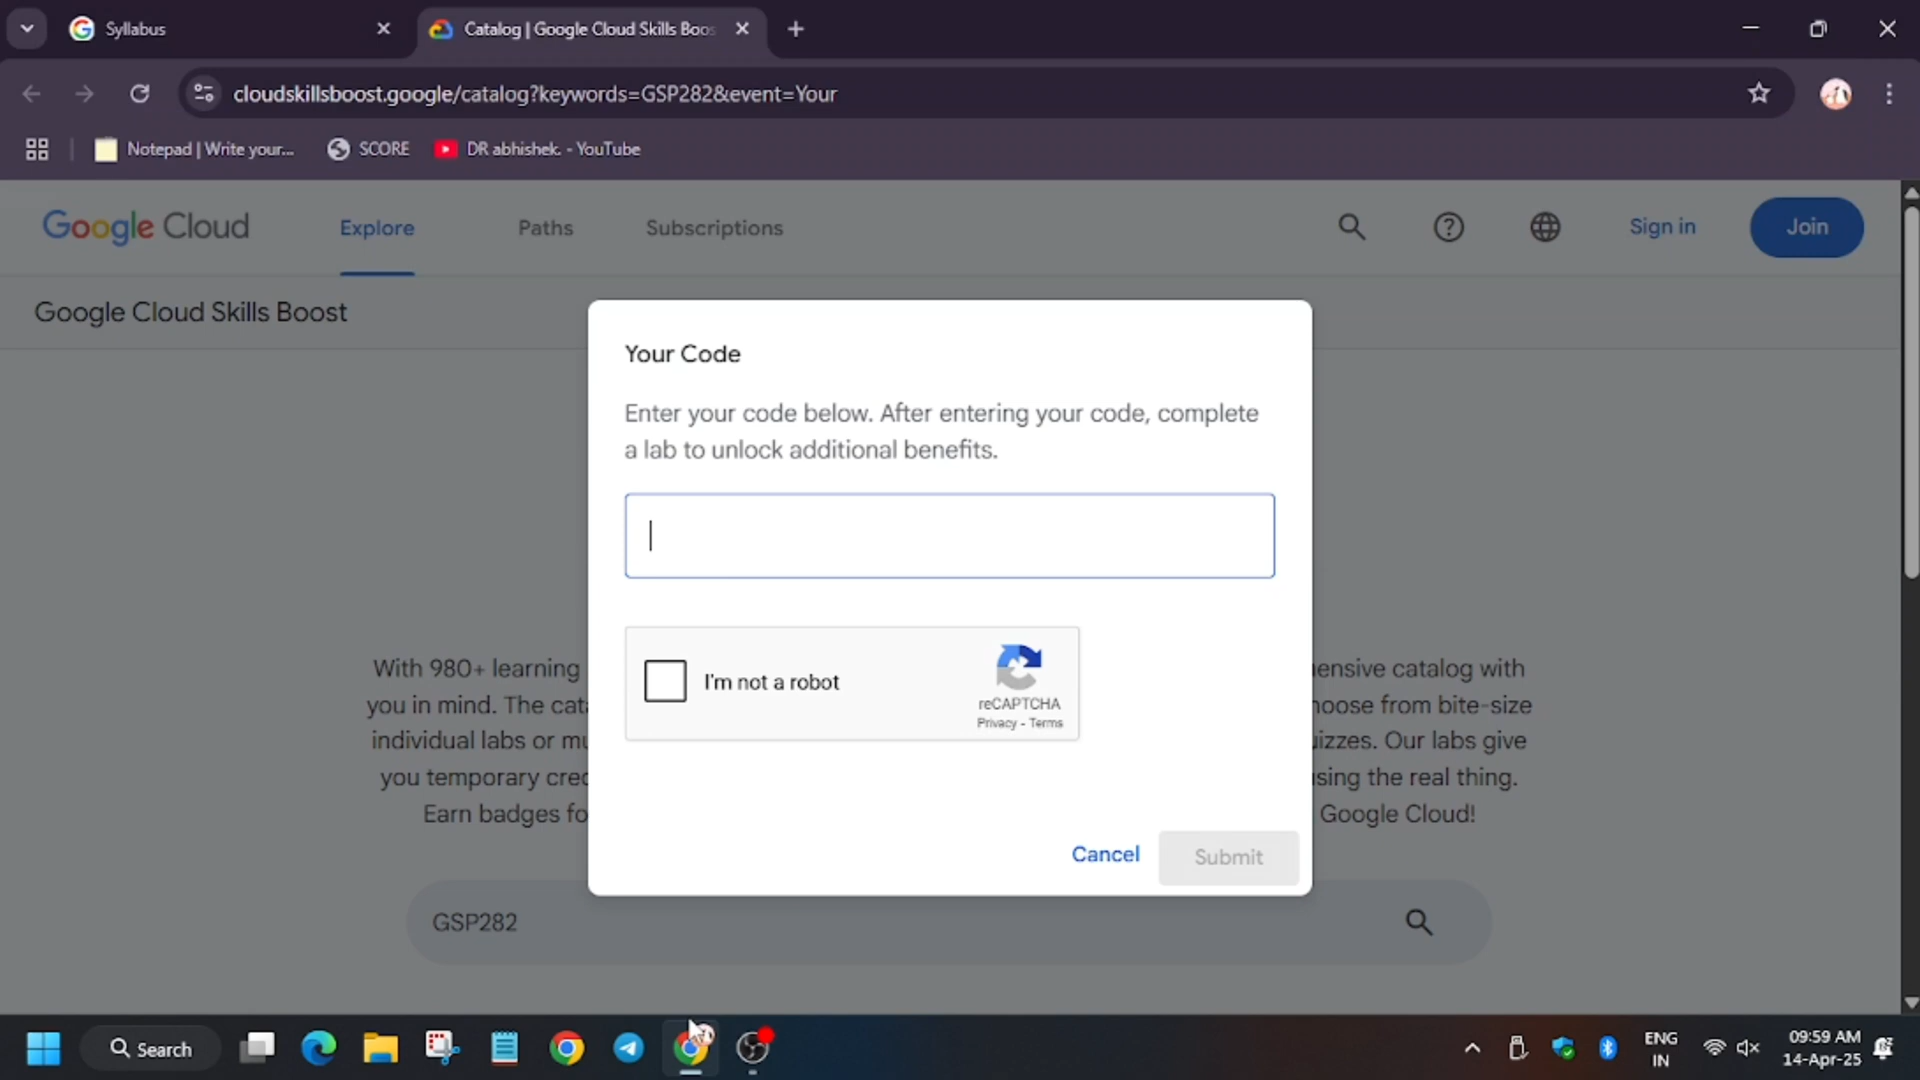 Syllabus
Catalog | Google Cloud Skills Boos
cloudskillsboost.google/catalog?keywords=GSP282&event=Your
Notepad | Write your...
SCORE
DR abhishek. - YouTube
Google Cloud
Explore
Paths
Subscriptions
Sign in
Join
Google Cloud Skills Boost
Your Code
Enter your code below. After entering your code, complete
a lab to unlock additional benefits.
I'm not a robot
reCAPTCHA
Privacy - Terms
With 980+ learning
ensive catalog with
you in mind. The cat
hoose from bite-size
individual labs or mu
izzes. Our labs give
you temporary cre
sing the real thing.
Earn badges fo
Google Cloud!
Cancel
Submit
GSP282
Search
ENG
IN
09:59 AM
14-Apr-25